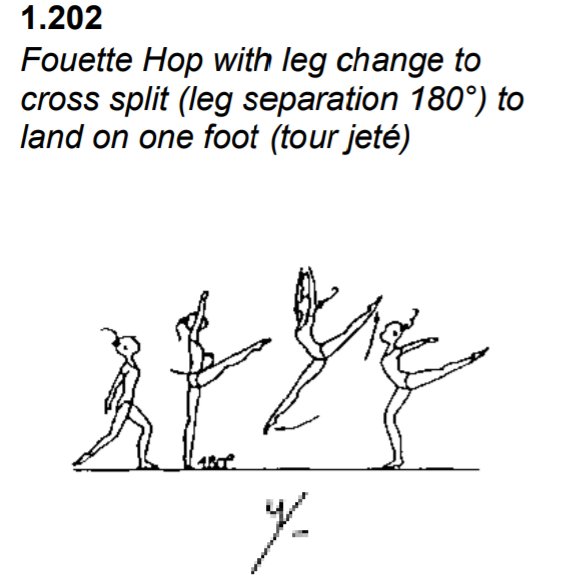 1.202
Fouette Hop with leg change to
cross split (leg separation 180°) to
land on one foot (tour jeté)
180°